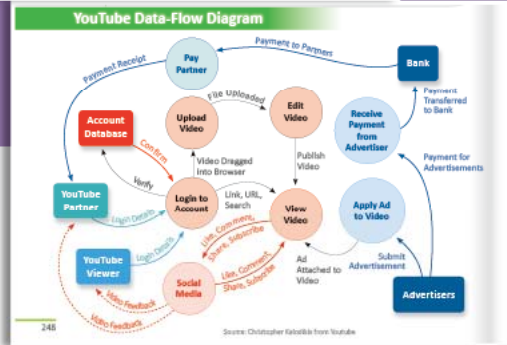 YouTube Data-Flow Diagram
Payment to Partners
Payment Receipt
Pay
Partner
Bank
File Uploaded
Payment
Transferred
to Bank
Account
Database
Upload
Video
Edit
Video
Receive
Payment
from
Advertiser
Confirm
Verify
Video Dragged
into Browser
Publish
Video
Payment for
Advertisements
YouTube
Partner
Login Details
Login to
Account
Link, URL,
Search
View
Video
Apply Ad
to Video
Like, Comment,
Share, Subscribe
YouTube
Viewer
Login Details
Ad
Attached to
Video
Submit
Advertisement
Social
Media
Like, Comment,
Share, Subscribe
Advertisers
Video Feedback
Video Feedback
248
Source: Christopher Kalodikis from Youtube